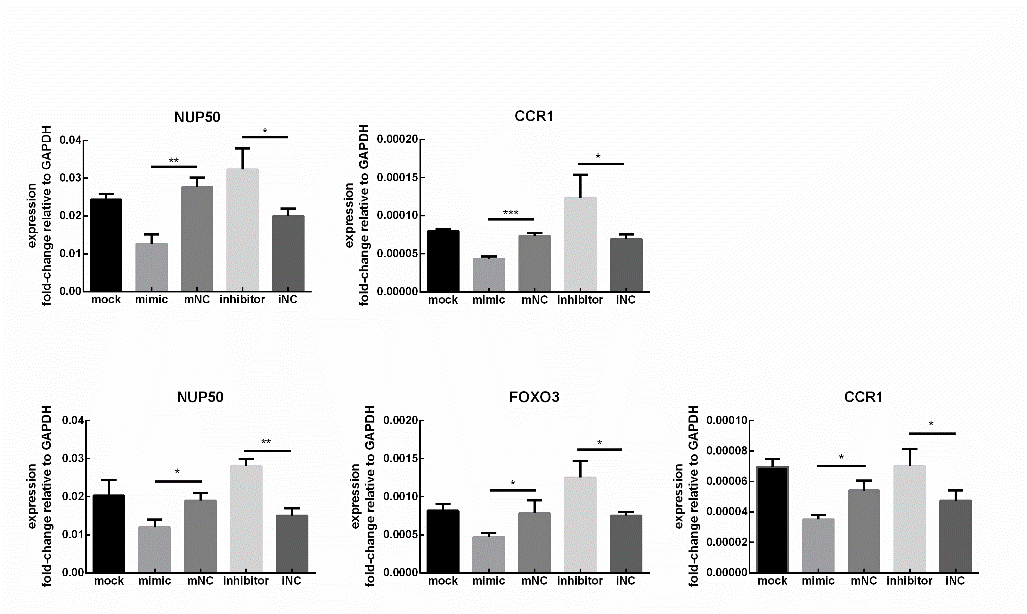 NUP50
expression
fold-change relative to GAPDH
0.04
0.03
0.02
0.01
0.00
**
*
mock mimic mNC inhibitor iNC
CCR1
expression
fold-change relative to GAPDH
0.00020
0.00015
0.00010
0.00005
0.00000
***
*
mock mimic mNC inhibitor iNC
NUP50
expression
fold-change relative to GAPDH
0.04
0.03
0.02
0.01
0.00
*
**
mock mimic mNC inhibitor iNC
FOXO3
expression
fold-change relative to GAPDH
0.0020
0.0015
0.0010
0.0005
0.0000
*
*
mock mimic mNC inhibitor iNC
CCR1
expression
fold-change relative to GAPDH
0.00010
0.00008
0.00006
0.00004
0.00002
0.00000
*
*
mock mimic mNC inhibitor iNC